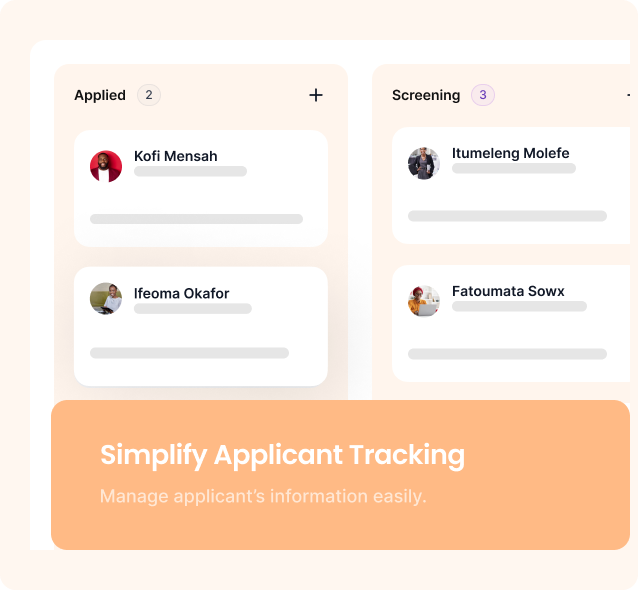 Applied 2 +
Kofi Mensah
Ifeoma Okafor
Screening 3
Itumeleng Molefe
Fatoumata Sowx
Simplify Applicant Tracking
Manage applicant's information easily.